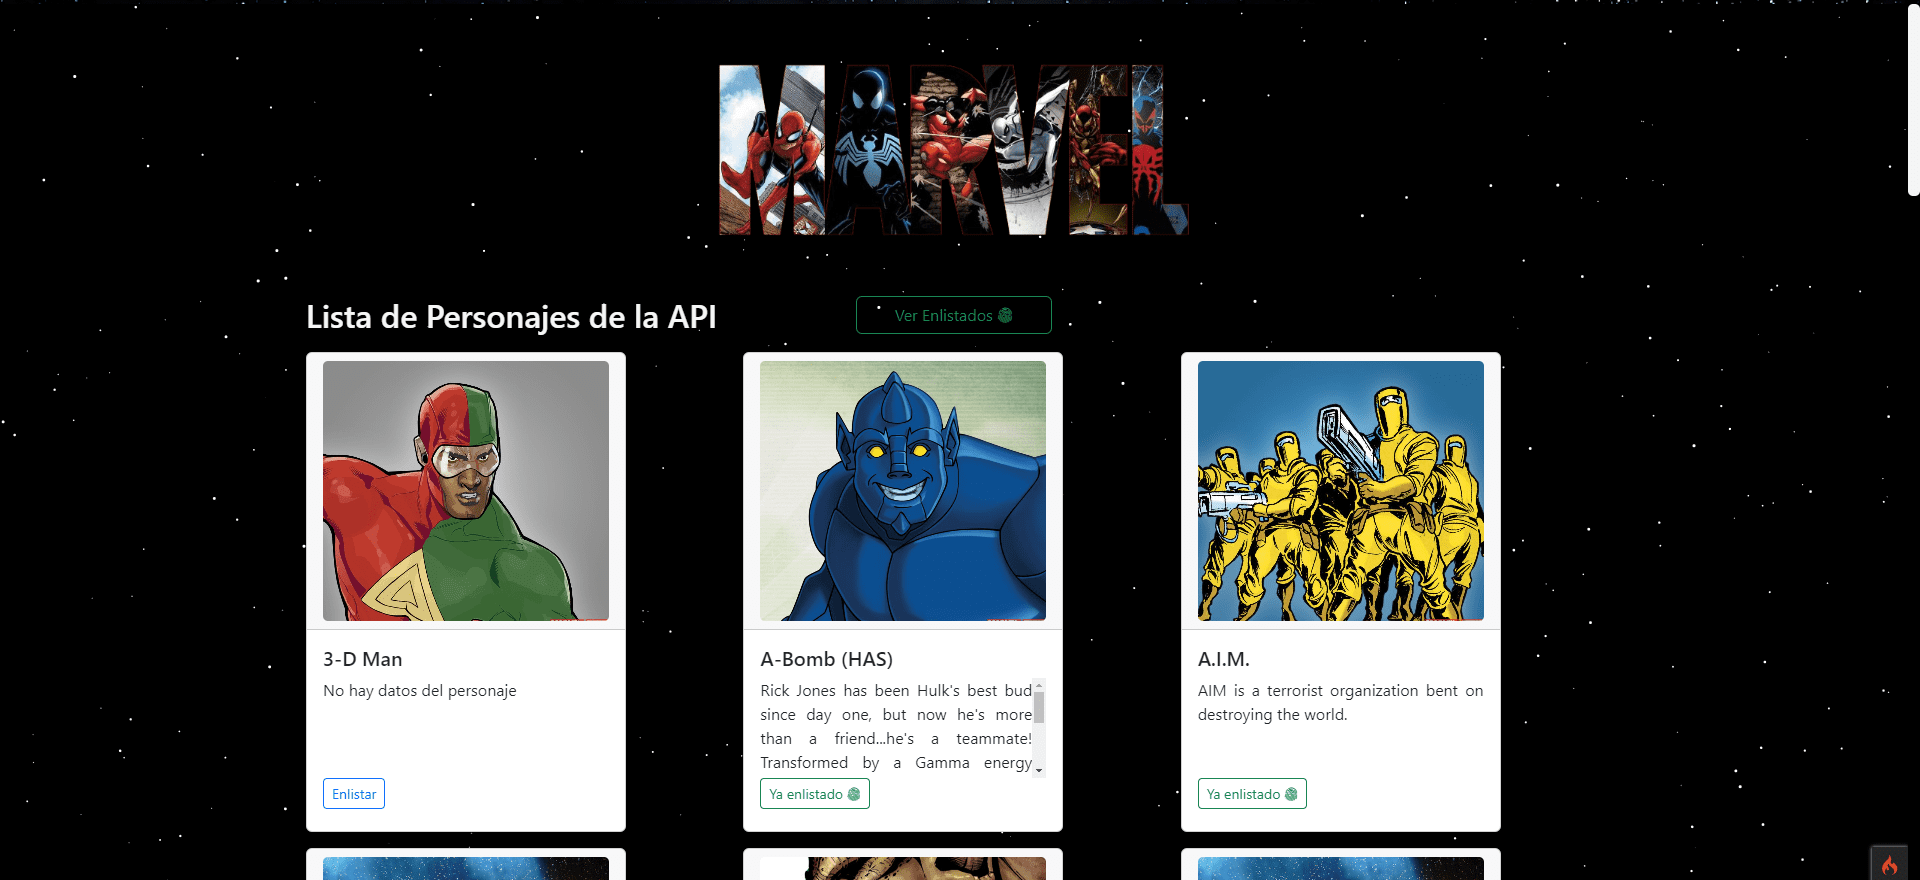 MARVEL
Lista de Personajes de la API
Ver Enlistados
3-D Man
No hay datos del personaje
Enlistar
A-Bomb (HAS)
Rick Jones has been Hulk's best bud
since day one, but now he's more
than a friend...he's a teammate!
Transformed by a Gamma energy
Ya enlistado
A.I.M.
AIM is a terrorist organization bent on
destroying the world.
Ya enlistado